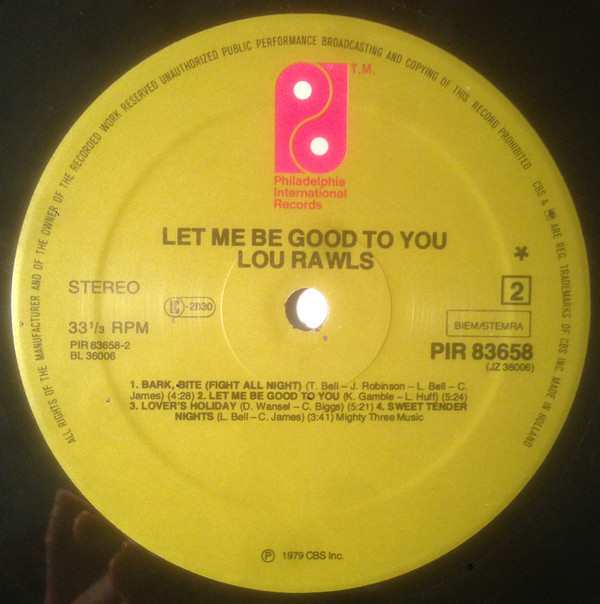 ALL RIGHTS OF THE MANUFACTURER AND OF THE OWNER OF THE RECORDED WORK RESERVED UNAUTHORIZED PUBLIC PERFORMANCE BROADCASTING AND COPYING OF THIS RECORD PROHIBITED CBS & ARE REG. TRADEMARKS OF CBS INC. MADE IN HOLLAND
T.M.
Philadelphia
International
Records
LET ME BE GOOD TO YOU
LOU RAWLS
STEREO
-2830
*
2
33 1/3 RPM
BIEM/STEMRA
PIR 83658-2
BL 36006
PIR 83658
(JZ 36006)
1. BARK, BITE (FIGHT ALL NIGHT) (T. Bell – J. Robinson – L. Bell – C.
James) (4:28) 2. LET ME BE GOOD TO YOU (K. Gamble – L. Huff) (5:24)
3. LOVER'S HOLIDAY (D. Wansel – C. Biggs) (5:21) 4. SWEET TENDER
NIGHTS (L. Bell – C. James) (3:41) Mighty Three Music
Ⓟ 1979 CBS Inc.